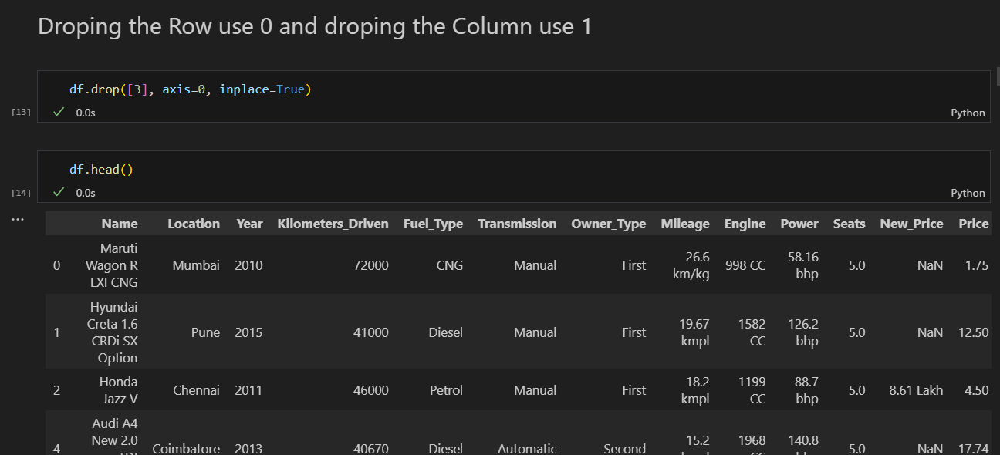 Droping the Row use 0 and droping the Column use 1
df.drop([3], axis=0, inplace=True)
[13]
0.0s
Python
df.head()
[14]
0.0s
Python
...
Name Location Year Kilometers_Driven Fuel_Type Transmission Owner_Type Mileage Engine Power Seats New_Price Price
0 Maruti Wagon R LXI CNG Mumbai 2010 72000 CNG Manual First 26.6 km/kg 998 CC 58.16 bhp 5.0 NaN 1.75
1 Hyundai Creta 1.6 CRDi SX Option Pune 2015 41000 Diesel Manual First 19.67 kmpl 1582 CC 126.2 bhp 5.0 NaN 12.50
2 Honda Jazz V Chennai 2011 46000 Petrol Manual First 18.2 kmpl 1199 CC 88.7 bhp 5.0 8.61 Lakh 4.50
4 Audi A4 New 2.0 Coimbatore 2013 40670 Diesel Automatic Second 15.2 1968 140.8 5.0 NaN 17.74